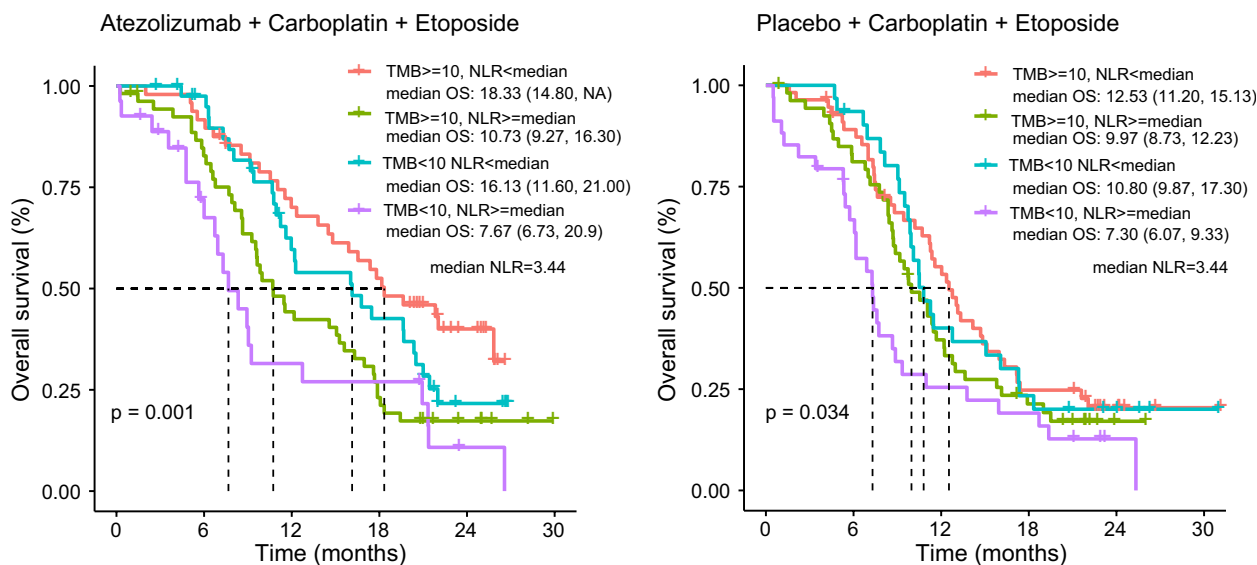 Atezolizumab + Carboplatin + Etoposide
Overall survival (%)
1.00
0.75
0.50
0.25
0.00
TMB>=10, NLR<median
median OS: 18.33 (14.80, NA)
TMB>=10, NLR>=median
median OS: 10.73 (9.27, 16.30)
TMB<10 NLR<median
median OS: 16.13 (11.60, 21.00)
TMB<10, NLR>=median
median OS: 7.67 (6.73, 20.9)
median NLR=3.44
p = 0.001
0 6 12 18 24 30
Time (months)
Placebo + Carboplatin + Etoposide
Overall survival (%)
1.00
0.75
0.50
0.25
0.00
TMB>=10, NLR<median
median OS: 12.53 (11.20, 15.13)
TMB>=10, NLR>=median
median OS: 9.97 (8.73, 12.23)
TMB<10 NLR<median
median OS: 10.80 (9.87, 17.30)
TMB<10, NLR>=median
median OS: 7.30 (6.07, 9.33)
median NLR=3.44
p = 0.034
0 6 12 18 24 30
Time (months)